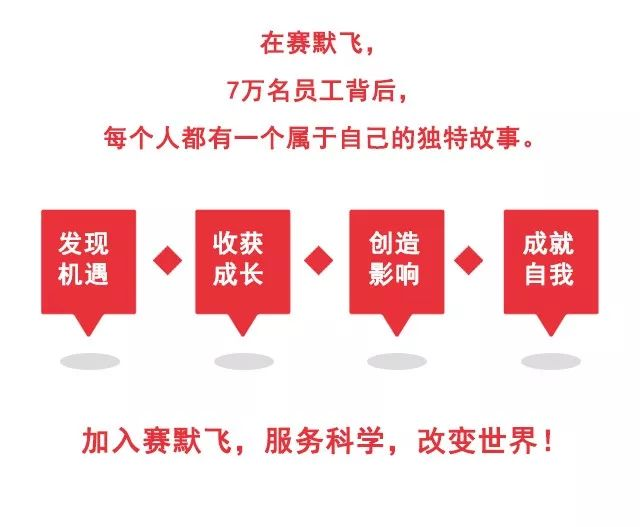 在赛默飞，
7万名员工背后，
每个人都有一个属于自己的独特故事。
发现
机遇
收获
成长
创造
影响
成就
自我
加入赛默飞，服务科学，改变世界！